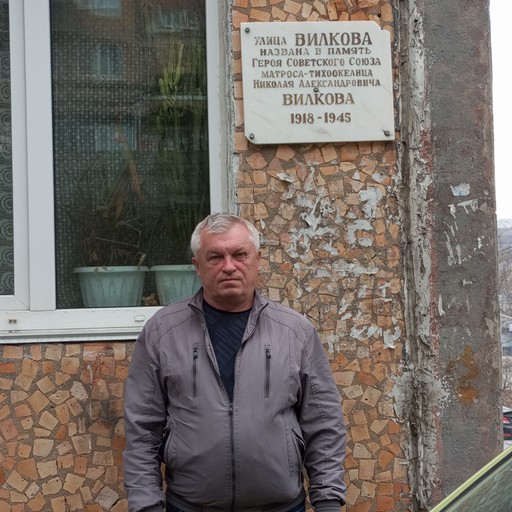 УЛИЦА ВИЛКОВА
НАЗВАНА В ПАМЯТЬ
ГЕРОЯ СОВЕТСКОГО СОЮЗА
МАТРОСА-ТИХООКЕАНЦА
НИКОЛАЯ АЛЕКСАНДРОВИЧА
ВИЛКОВА
1918-1945